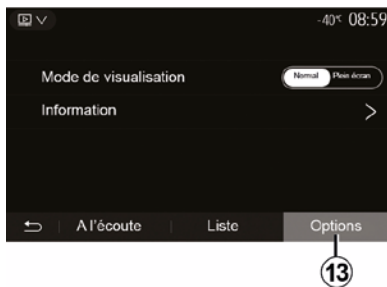 -40°C 08:59
Mode de visualisation Normal Plein écran
Information >
A l'écoute Liste Options
13